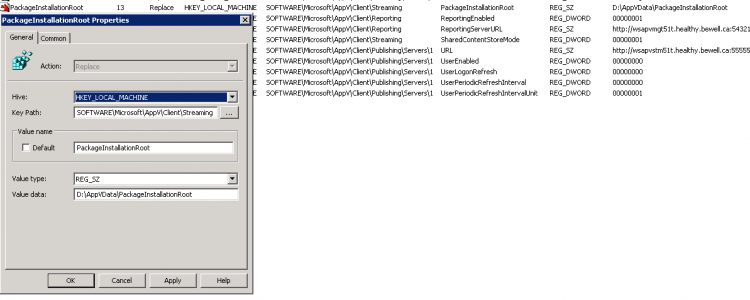 PackageInstallationRoot 13 Replace HKEY_LOCAL_MACHINE SOFTWARE\Microsoft\AppV\Client\Streaming PackageInstallationRoot REG_SZ D:\AppVData\PackageInstallationRoot
E SOFTWARE\Microsoft\AppV\Client\Reporting ReportingEnabled REG_DWORD 00000001
E SOFTWARE\Microsoft\AppV\Client\Reporting ReportingServerURL REG_SZ http://wsapvmgt51t.healthy.bewell.ca:54321
E SOFTWARE\Microsoft\AppV\Client\Streaming SharedContentStoreMode REG_DWORD 00000001
E SOFTWARE\Microsoft\AppV\Client\Publishing\Servers\1 URL REG_SZ http://wsapvstm51t.healthy.bewell.ca:55555
E SOFTWARE\Microsoft\AppV\Client\Publishing\Servers\1 UserEnabled REG_DWORD 00000000
E SOFTWARE\Microsoft\AppV\Client\Publishing\Servers\1 UserLogonRefresh REG_DWORD 00000000
E SOFTWARE\Microsoft\AppV\Client\Publishing\Servers\1 UserPeriodicRefreshInterval REG_DWORD 00000000
E SOFTWARE\Microsoft\AppV\Client\Publishing\Servers\1 UserPeriodicRefreshIntervalUnit REG_DWORD 00000001
PackageInstallationRoot Properties
General Common
Action: Replace
Hive: HKEY_LOCAL_MACHINE
Key Path: SOFTWARE\Microsoft\AppV\Client\Streaming ...
Value name
Default PackageInstallationRoot
Value type: REG_SZ
Value data: D:\AppVData\PackageInstallationRoot
OK Cancel Apply Help